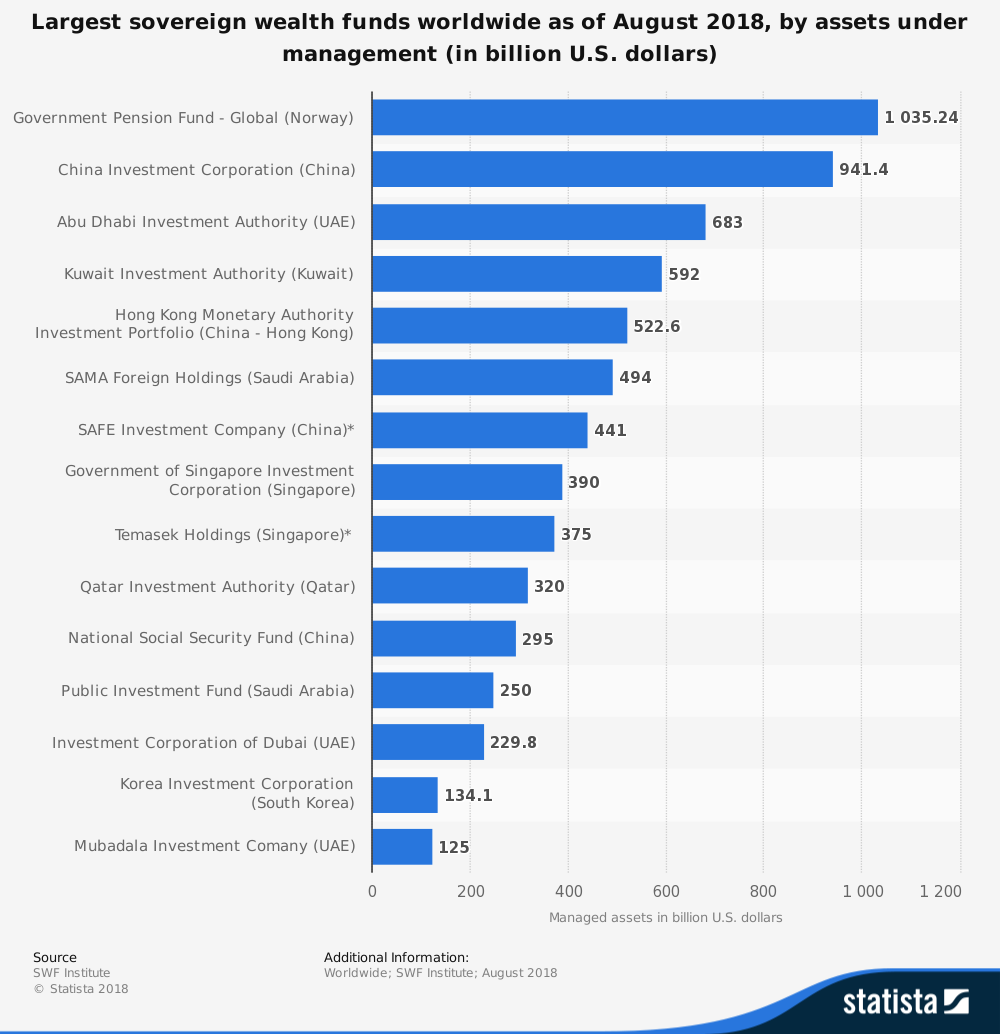 Largest sovereign wealth funds worldwide as of August 2018, by assets under
management (in billion U.S. dollars)
Government Pension Fund - Global (Norway)
1 035.24
China Investment Corporation (China)
941.4
Abu Dhabi Investment Authority (UAE)
683
Kuwait Investment Authority (Kuwait)
592
Hong Kong Monetary Authority
Investment Portfolio (China - Hong Kong)
522.6
SAMA Foreign Holdings (Saudi Arabia)
494
SAFE Investment Company (China)*
441
Government of Singapore Investment
Corporation (Singapore)
390
Temasek Holdings (Singapore)*
375
Qatar Investment Authority (Qatar)
320
National Social Security Fund (China)
295
Public Investment Fund (Saudi Arabia)
250
Investment Corporation of Dubai (UAE)
229.8
Korea Investment Corporation
(South Korea)
134.1
Mubadala Investment Comany (UAE)
125
0 200 400 600 800 1 000 1 200
Managed assets in billion U.S. dollars
Source
SWF Institute
© Statista 2018
Additional Information:
Worldwide; SWF Institute; August 2018
statista